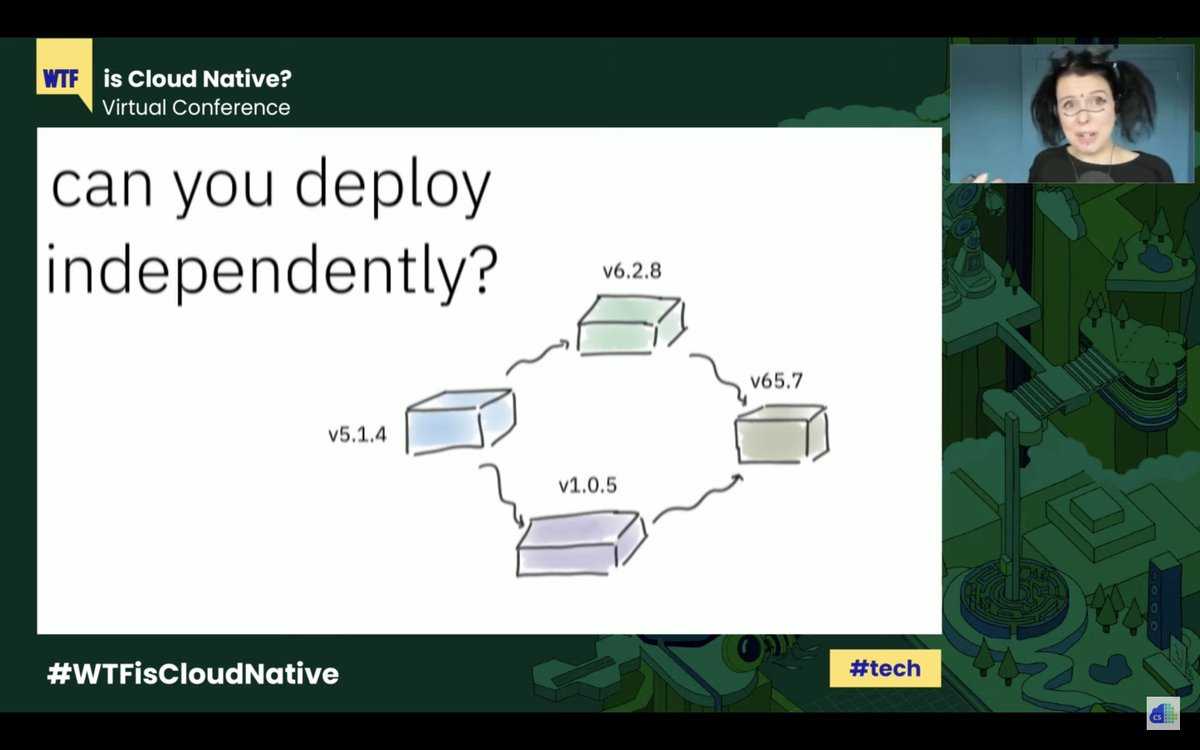 WTF
is Cloud Native?
Virtual Conference
can you deploy
independently?
v6.2.8
v65.7
v5.1.4
v1.0.5
#WTFisCloudNative
#tech
CS